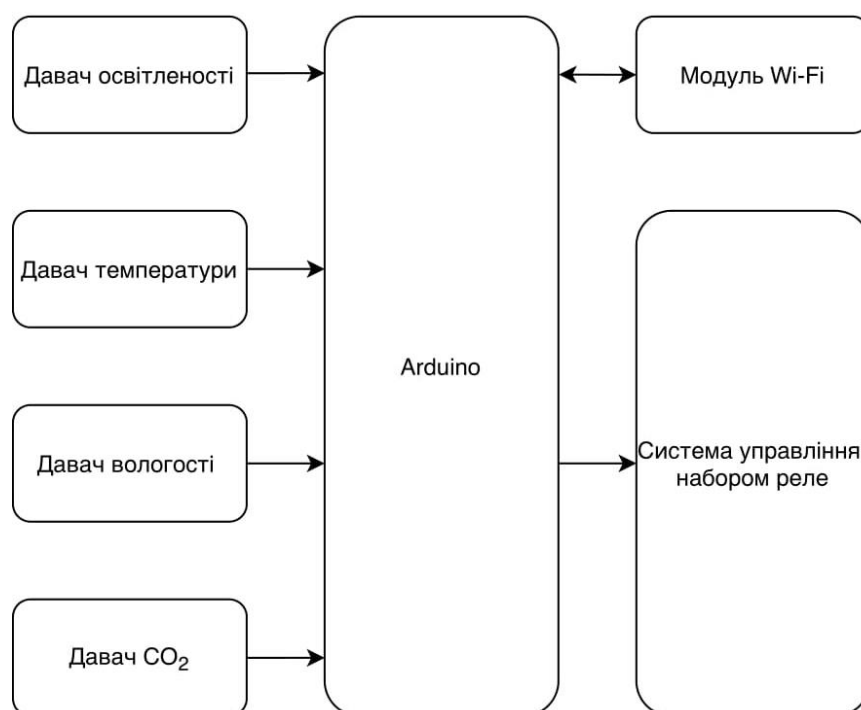 Давач освітленості
Модуль Wi-Fi
Давач температури
Arduino
Давач вологості
Система управління
набором реле
Давач CO₂